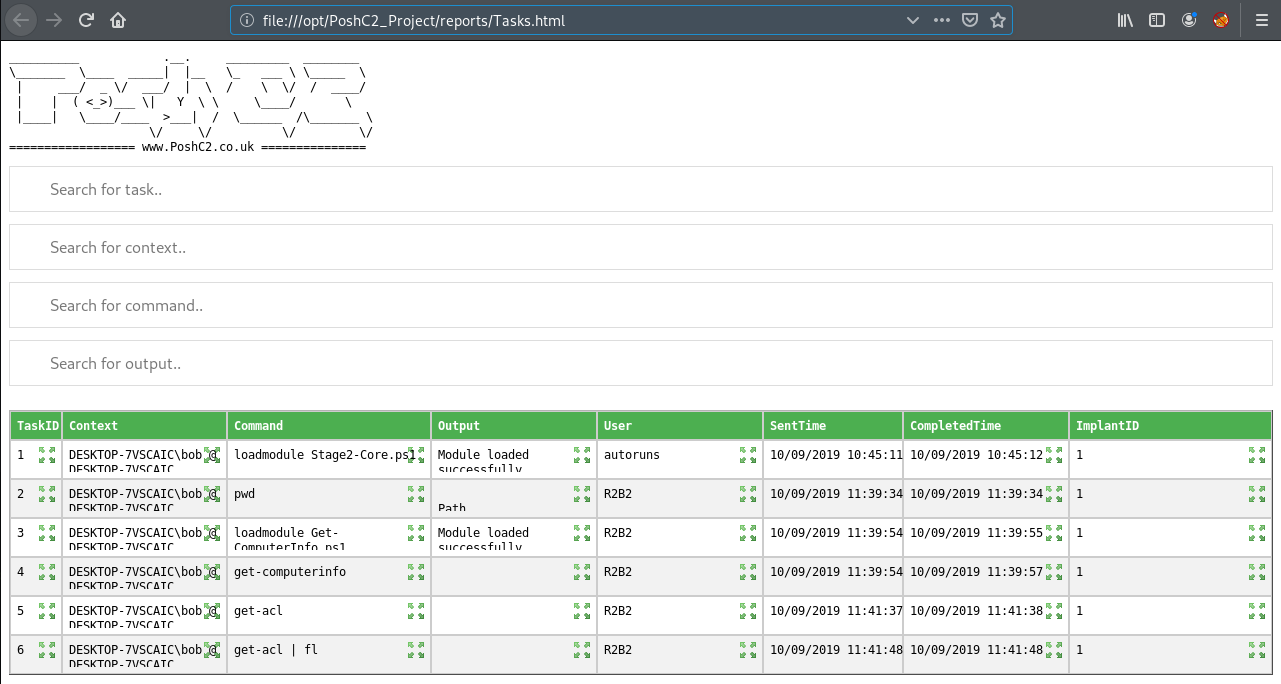 file:///opt/PoshC2_Project/reports/Tasks.html
================== www.PoshC2.co.uk ===============
Search for task..
Search for context..
Search for command..
Search for output..
TaskID Context Command Output User SentTime CompletedTime ImplantID
1 DESKTOP-7VSCAIC\bob @ loadmodule Stage2-Core.ps1 Module loaded autoruns 10/09/2019 10:45:11 10/09/2019 10:45:12 1
DESKTOP-7VSCAIC successfully
2 DESKTOP-7VSCAIC\bob @ pwd R2B2 10/09/2019 11:39:34 10/09/2019 11:39:34 1
DESKTOP-7VSCAIC Path
3 DESKTOP-7VSCAIC\bob @ loadmodule Get- Module loaded R2B2 10/09/2019 11:39:54 10/09/2019 11:39:55 1
DESKTOP-7VSCAIC ComputerInfo.ps1 successfully
4 DESKTOP-7VSCAIC\bob @ get-computerinfo R2B2 10/09/2019 11:39:54 10/09/2019 11:39:57 1
DESKTOP-7VSCAIC
5 DESKTOP-7VSCAIC\bob @ get-acl R2B2 10/09/2019 11:41:37 10/09/2019 11:41:38 1
DESKTOP-7VSCAIC
6 DESKTOP-7VSCAIC\bob @ get-acl | fl R2B2 10/09/2019 11:41:48 10/09/2019 11:41:48 1
DESKTOP-7VSCAIC